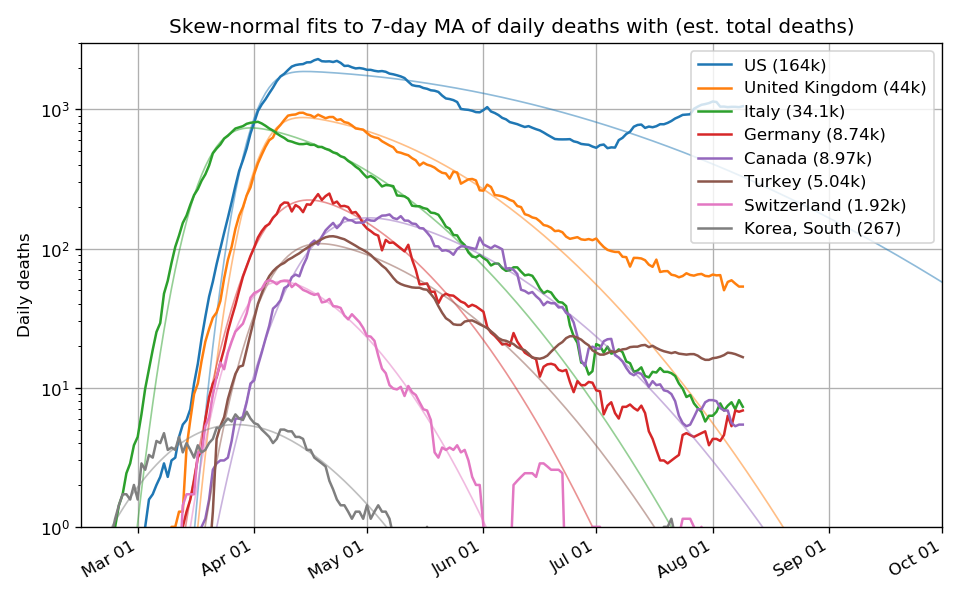 Skew-normal fits to 7-day MA of daily deaths with (est. total deaths)
US (164k)
United Kingdom (44k)
Italy (34.1k)
Germany (8.74k)
Canada (8.97k)
Turkey (5.04k)
Switzerland (1.92k)
Korea, South (267)
Daily deaths
10³
10²
10¹
10⁰
Mar 01
Apr 01
May 01
Jun 01
Jul 01
Aug 01
Sep 01
Oct 01